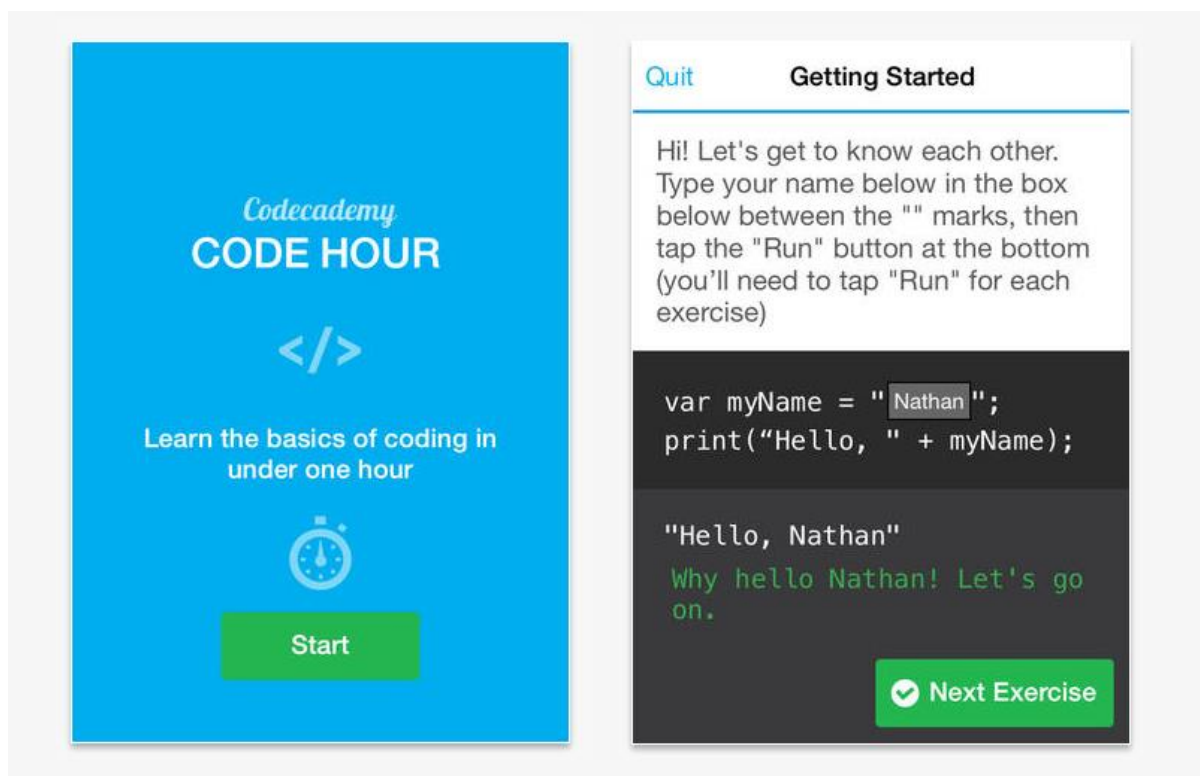 Codecademy
CODE HOUR
</>
Learn the basics of coding in
under one hour
Start
Quit
Getting Started
Hi! Let's get to know each other.
Type your name below in the box
below between the "" marks, then
tap the "Run" button at the bottom
(you’ll need to tap "Run" for each
exercise)
var myName = "Nathan";
print(“Hello, " + myName);
"Hello, Nathan"
Why hello Nathan! Let's go
on.
Next Exercise